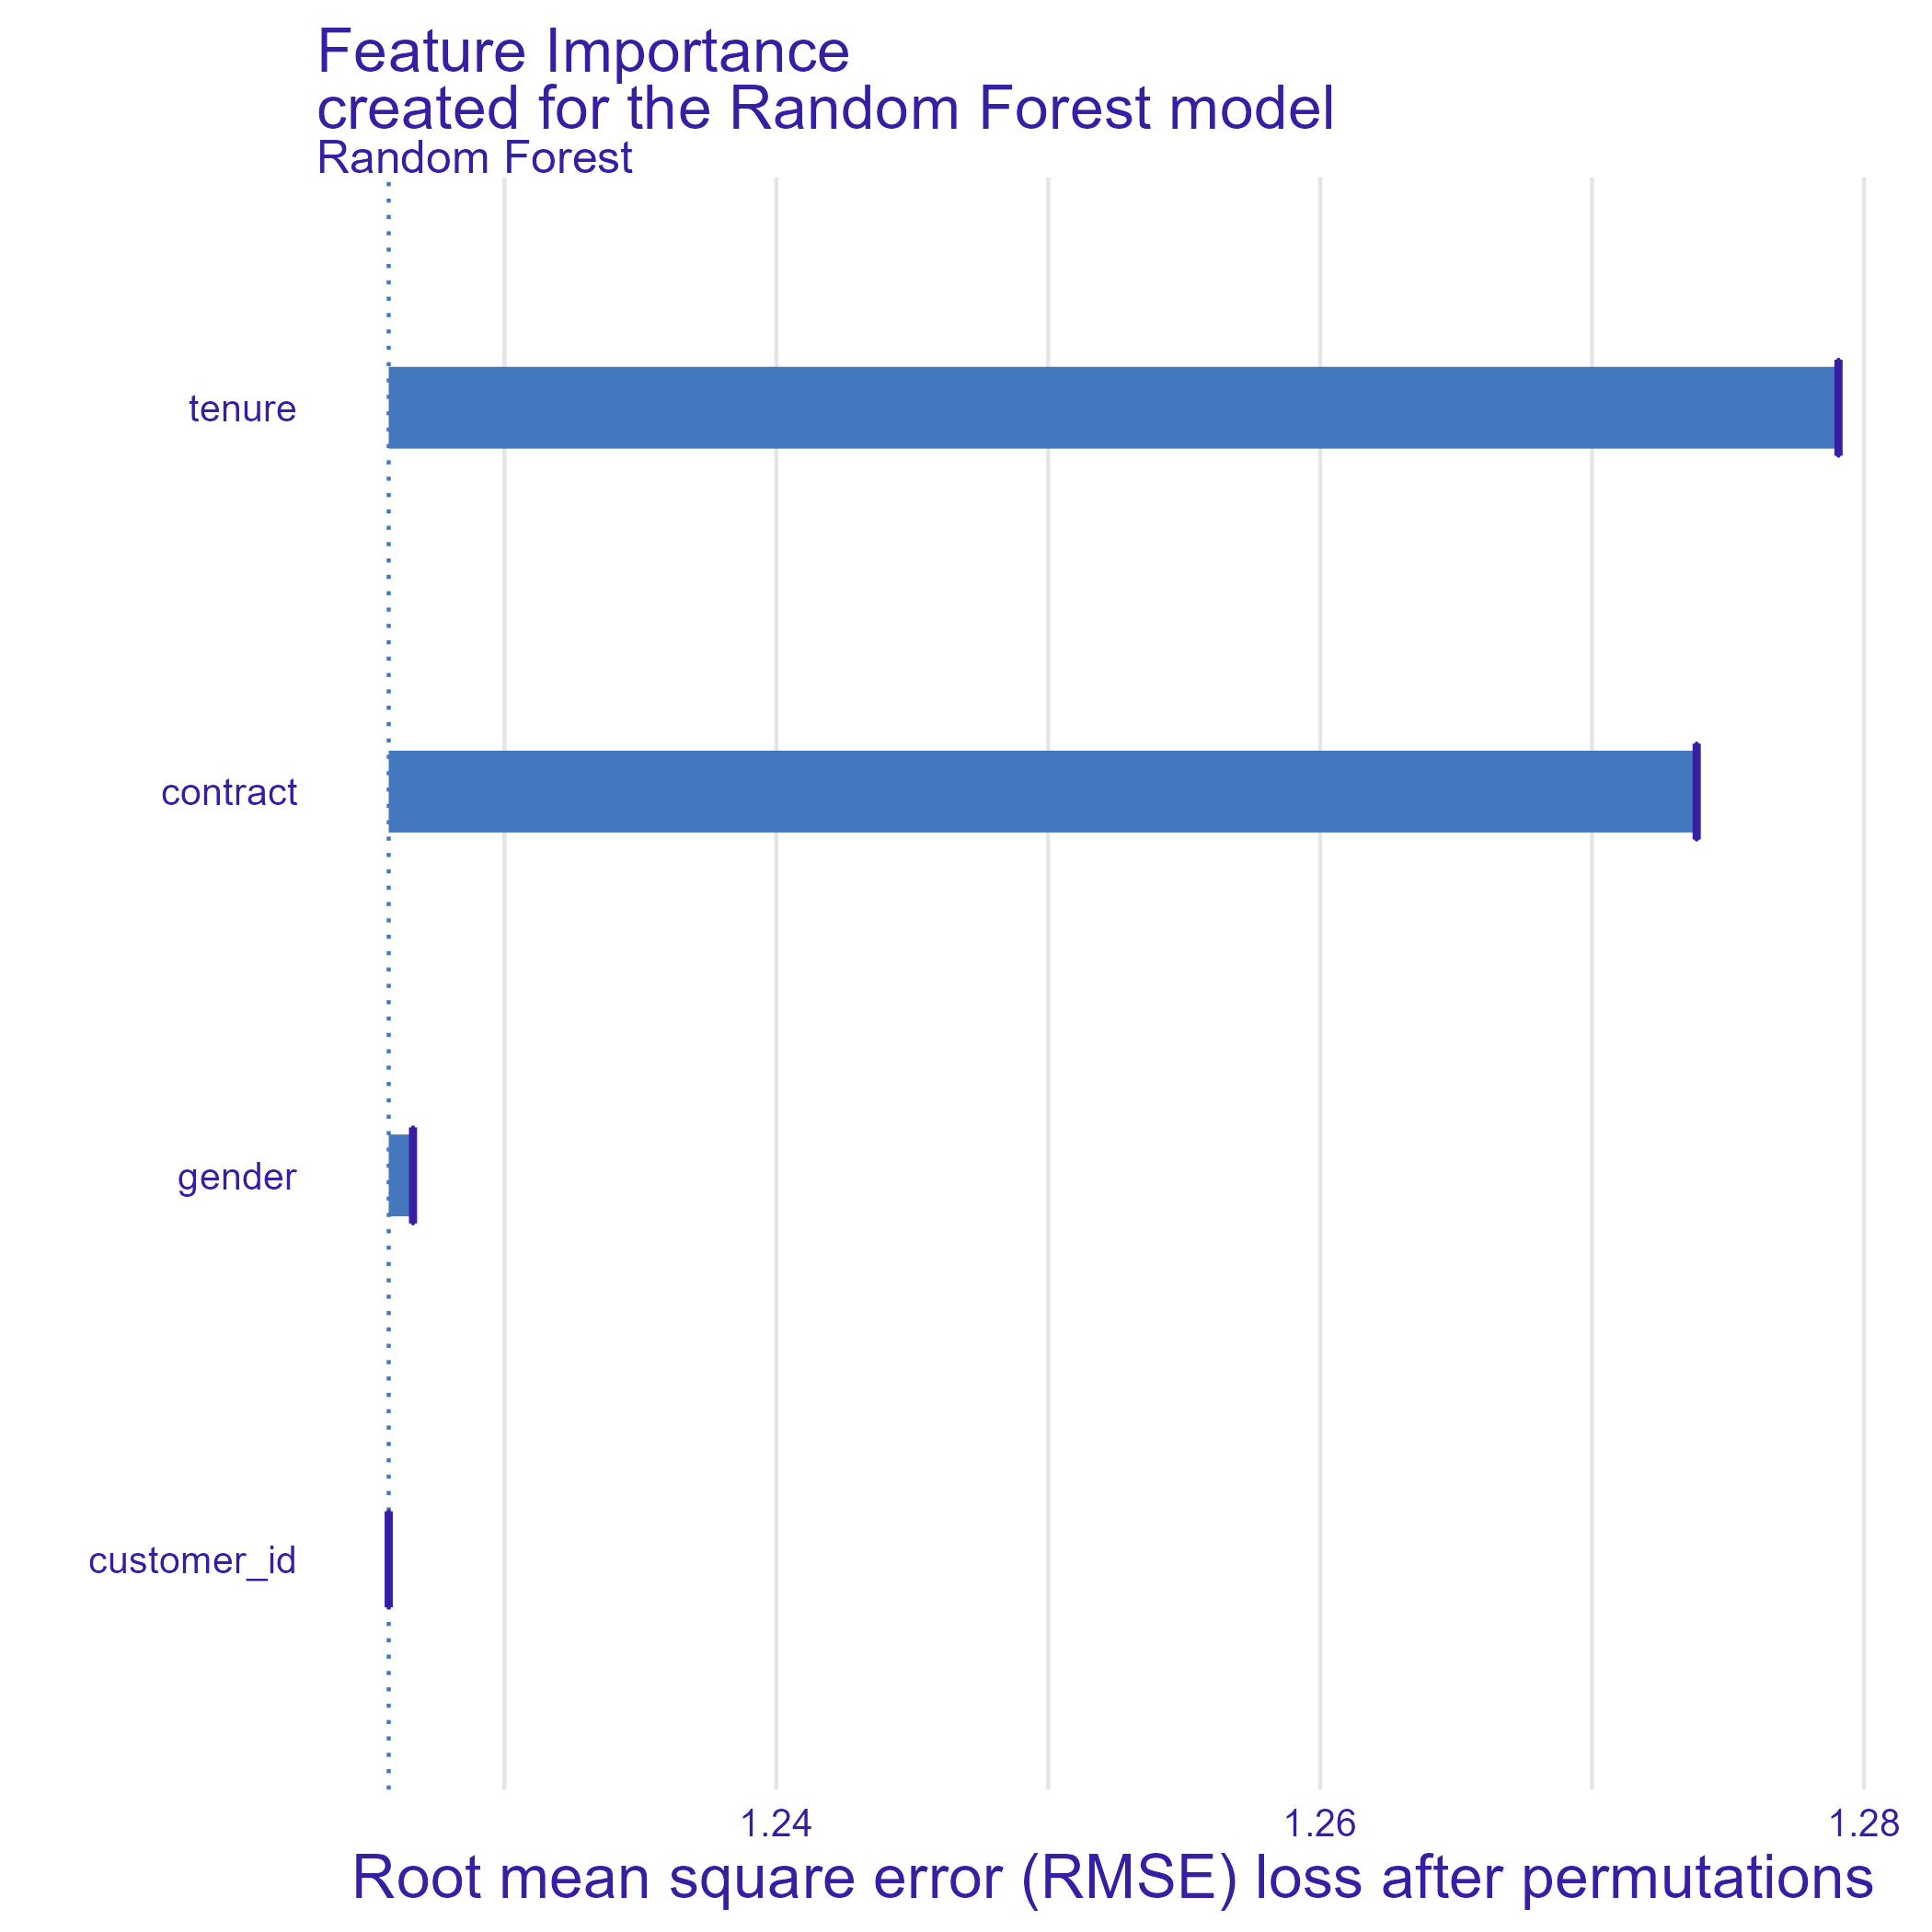 Feature Importance
created for the Random Forest model
Random Forest
tenure
contract
gender
customer_id
1.24
1.26
1.28
Root mean square error (RMSE) loss after permutations